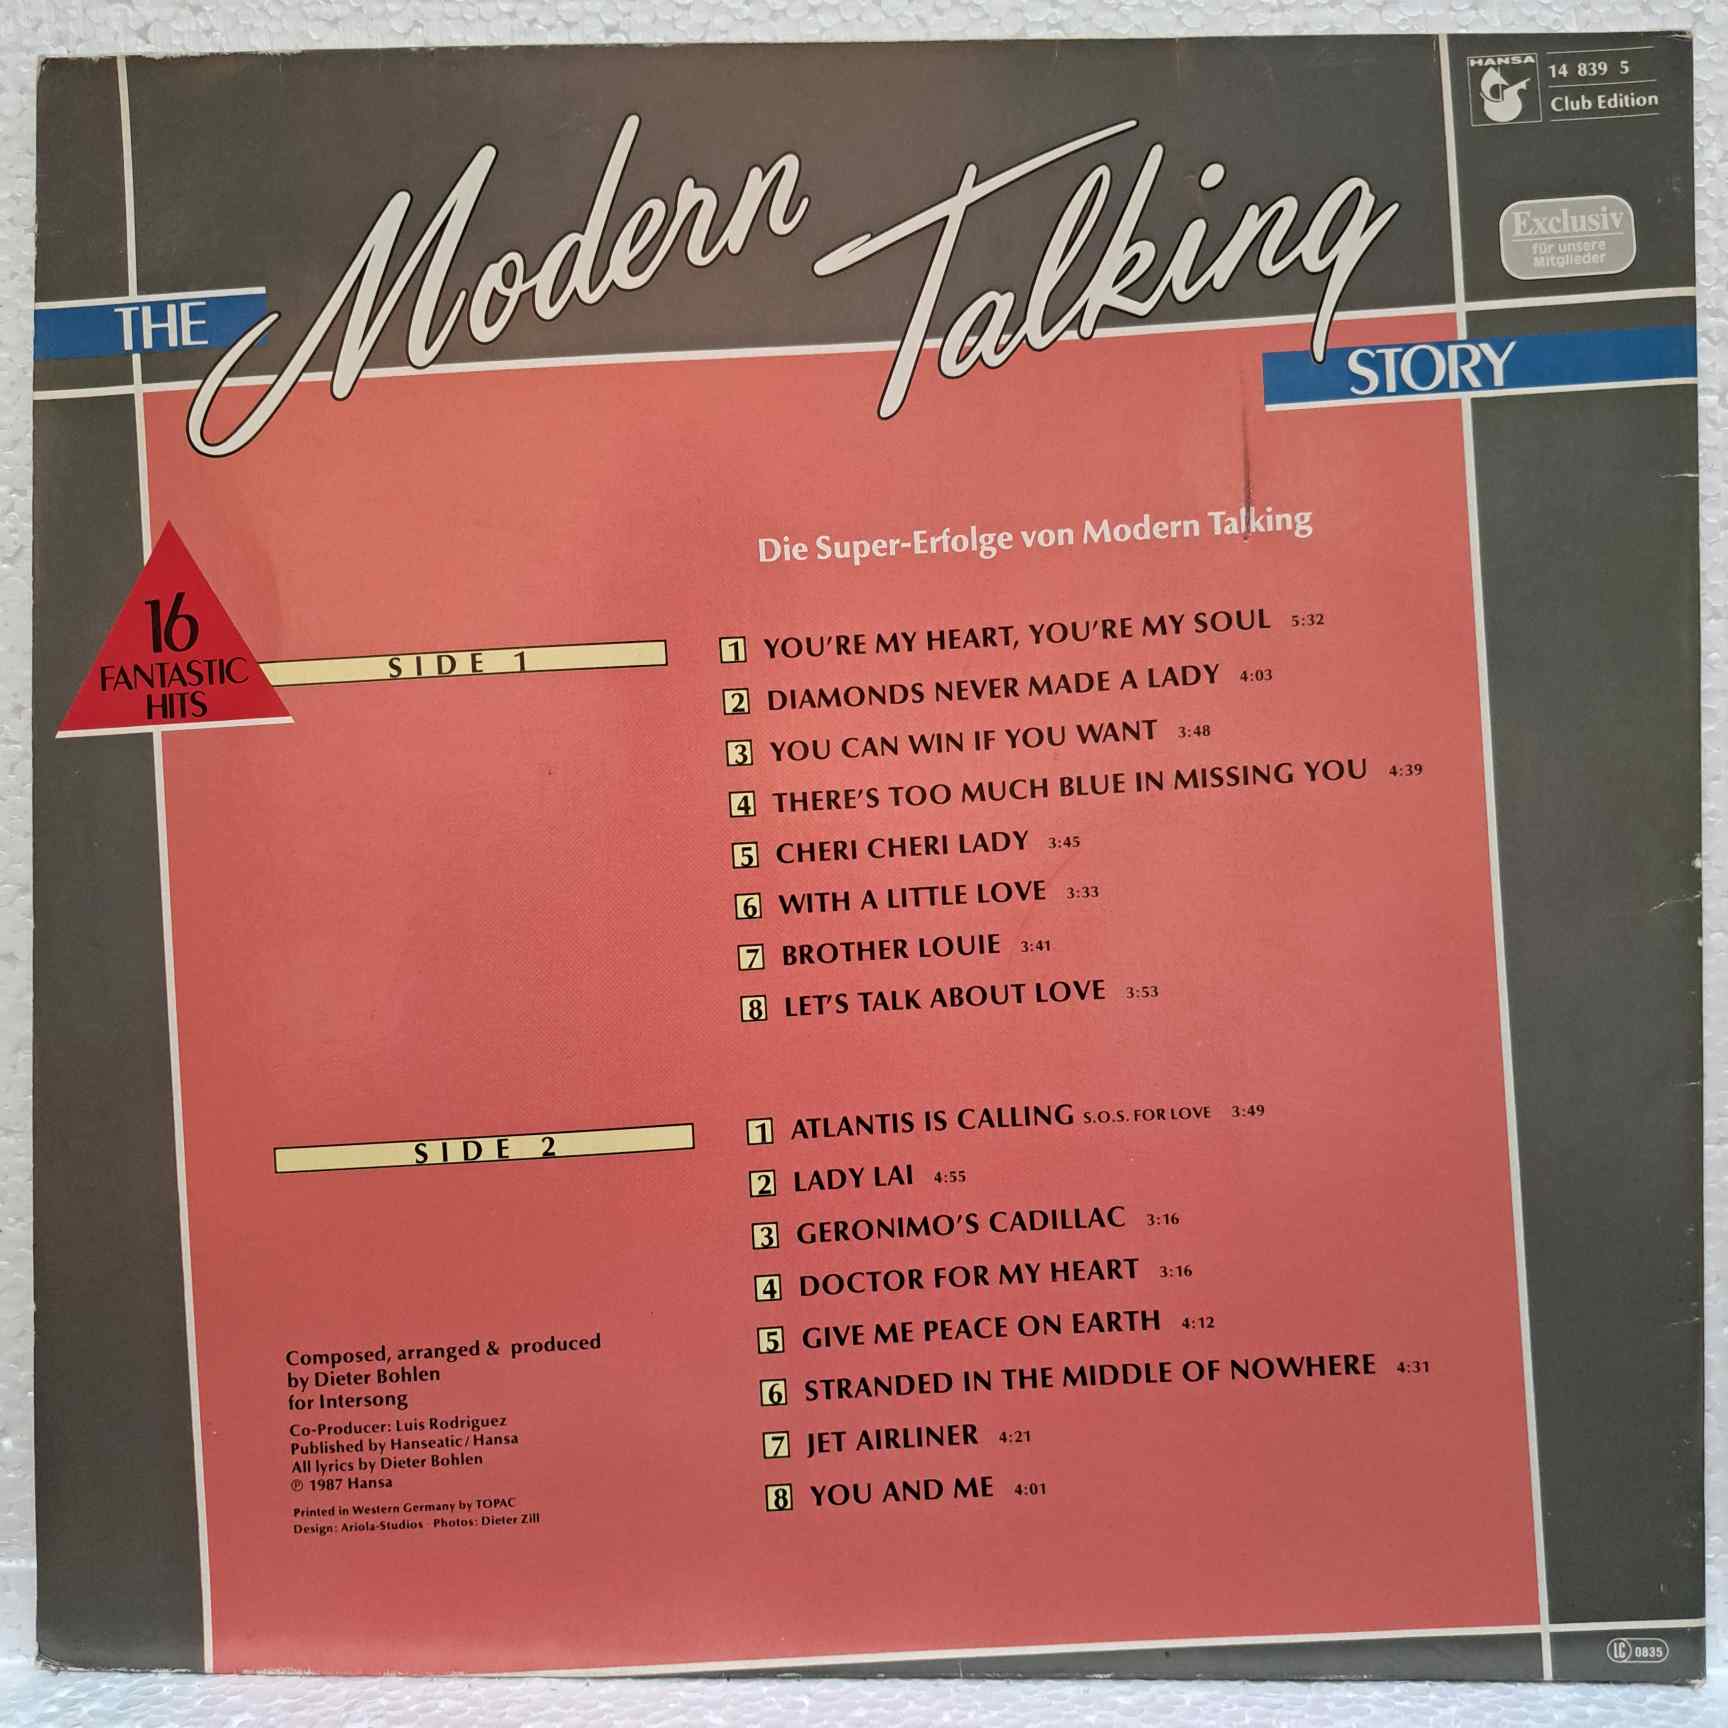 HANSA
14 839 5
Club Edition
Exclusiv
für unsere
Mitglieder
THE
Modern Talking
STORY
Die Super-Erfolge von Modern Talking
16
FANTASTIC
HITS
SIDE 1
1 YOU'RE MY HEART, YOU'RE MY SOUL 5:32
2 DIAMONDS NEVER MADE A LADY 4:03
3 YOU CAN WIN IF YOU WANT 3:48
4 THERE'S TOO MUCH BLUE IN MISSING YOU 4:39
5 CHERI CHERI LADY 3:45
6 WITH A LITTLE LOVE 3:33
7 BROTHER LOUIE 3:41
8 LET'S TALK ABOUT LOVE 3:53
SIDE 2
1 ATLANTIS IS CALLING S.O.S. FOR LOVE 3:49
2 LADY LAI 4:55
3 GERONIMO'S CADILLAC 3:16
4 DOCTOR FOR MY HEART 3:16
5 GIVE ME PEACE ON EARTH 4:12
6 STRANDED IN THE MIDDLE OF NOWHERE 4:31
7 JET AIRLINER 4:21
8 YOU AND ME 4:01
Composed, arranged & produced
by Dieter Bohlen
for Intersong
Co-Producer: Luis Rodriguez
Published by Hanseatic/Hansa
All lyrics by Dieter Bohlen
℗ 1987 Hansa
Printed in Western Germany by TOPAC
Design: Ariola-Studios · Photos: Dieter Zill
LC 0835